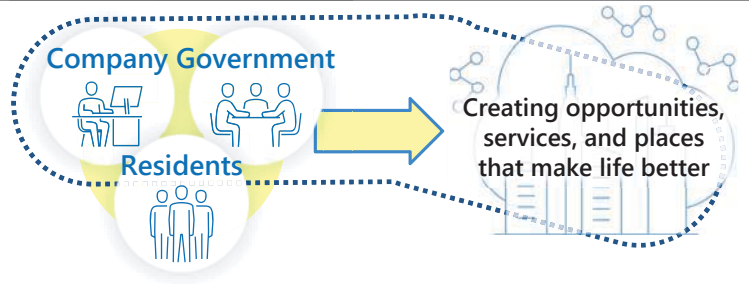 Company Government
Residents
Creating opportunities,
services, and places
that make life better